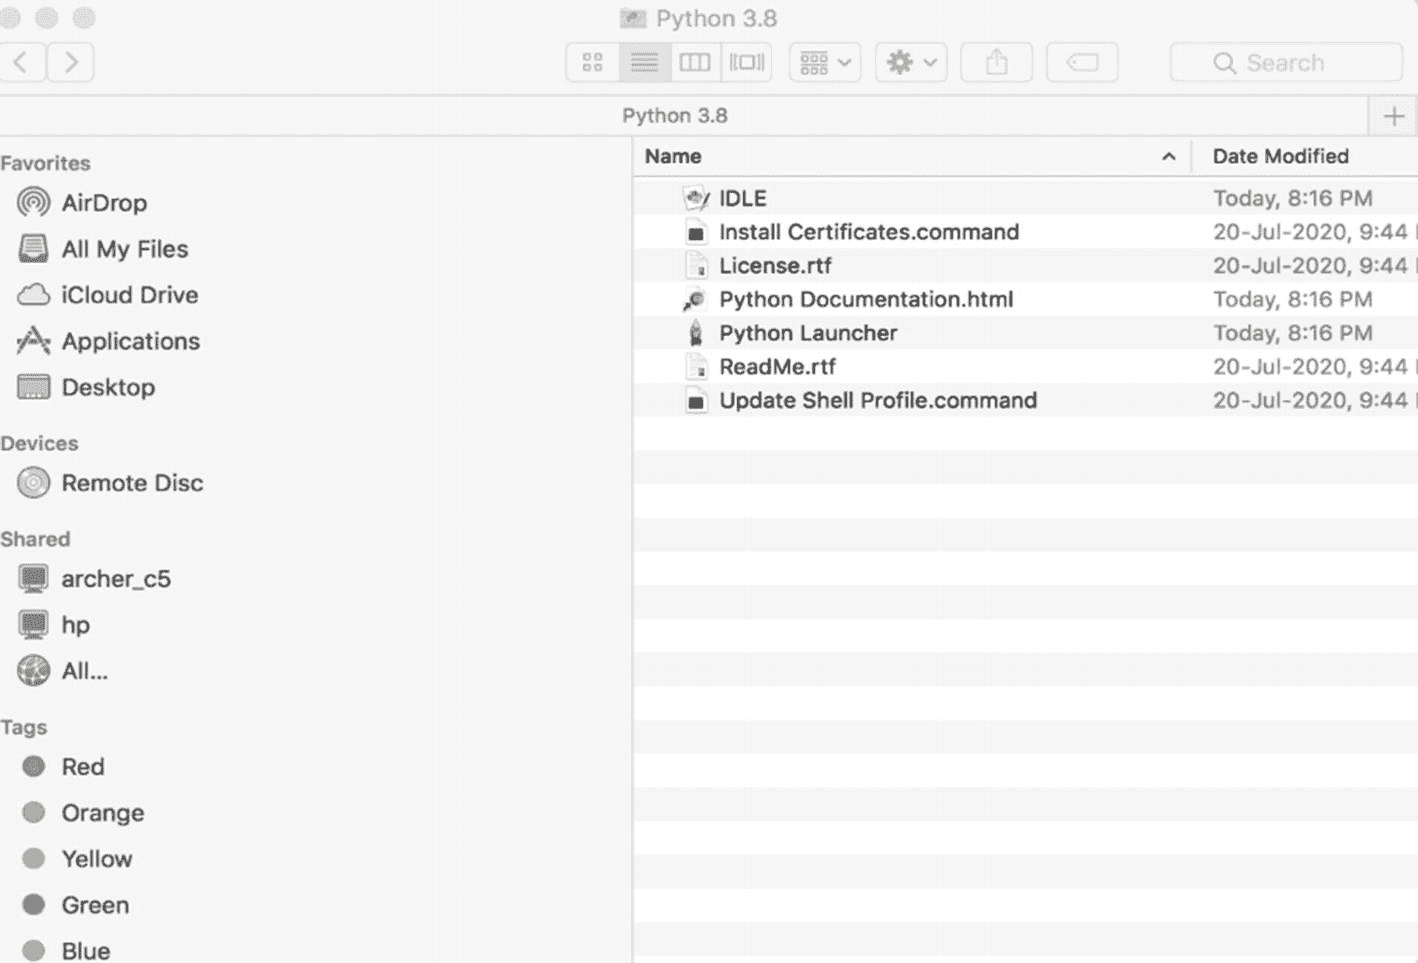 Python 3.8
Search
Python 3.8
Favorites
AirDrop
All My Files
iCloud Drive
Applications
Desktop
Devices
Remote Disc
Shared
archer_c5
hp
All...
Tags
Red
Orange
Yellow
Green
Blue
Name Date Modified
IDLE Today, 8:16 PM
Install Certificates.command 20-Jul-2020, 9:44
License.rtf 20-Jul-2020, 9:44
Python Documentation.html Today, 8:16 PM
Python Launcher Today, 8:16 PM
ReadMe.rtf 20-Jul-2020, 9:44
Update Shell Profile.command 20-Jul-2020, 9:44